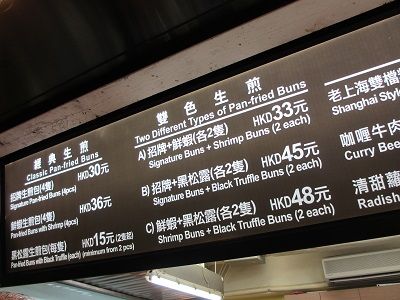 經典生煎
Classic Pan-fried Buns
招牌生煎包(4隻)
Signature Pan-fried Buns (4pcs)
HKD30元
鮮蝦生煎包(4隻)
Pan-fried Buns with Shrimp (4pcs)
HKD36元
黑松露生煎包(每隻)
Pan-fried Buns with Black Truffle (each)
HKD15元(2隻起)
(minimum from 2 pcs)
雙色生煎
Two Different Types of Pan-fried Buns
A) 招牌+鮮蝦(各2隻) HKD33元
Signature Buns + Shrimp Buns (2 each)
B) 招牌+黑松露(各2隻) HKD45元
Signature Buns + Black Truffle Buns (2 each)
C) 鮮蝦+黑松露(各2隻) HKD48元
Shrimp Buns + Black Truffle Buns (2 each)
老上海雙檔
Shanghai Style
咖喱牛肉
Curry Beef
清甜蘿
Radish